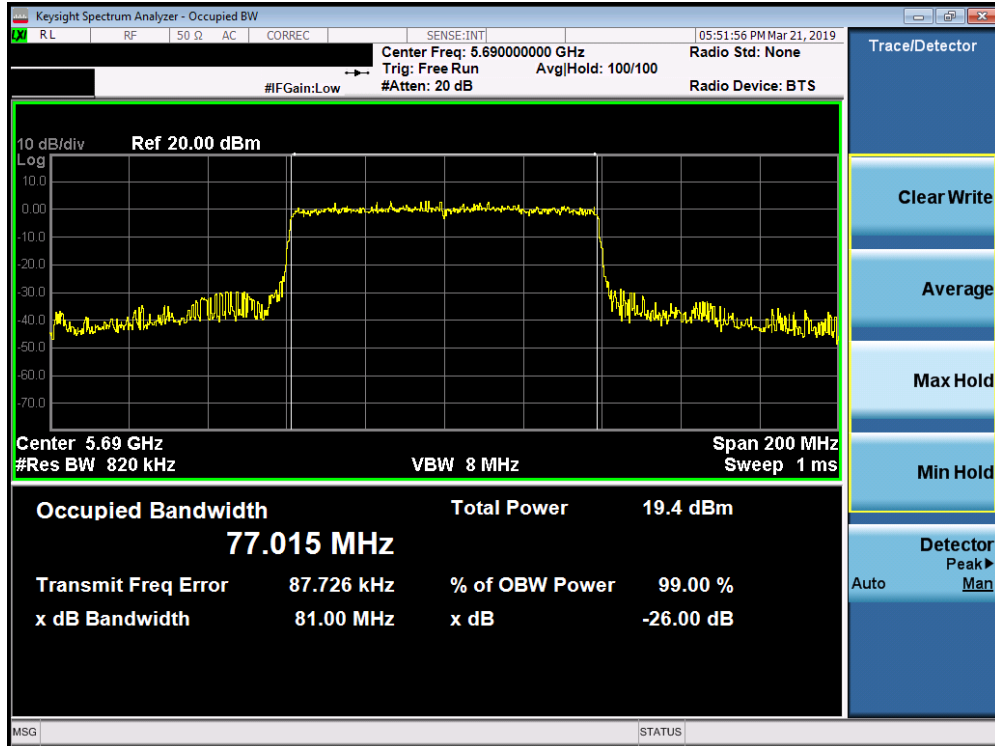 Keysight Spectrum Analyzer - Occupied BW
LXI RL RF 50 Ω AC CORREC SENSE:INT 05:51:56 PM Mar 21, 2019
Center Freq: 5.690000000 GHz Radio Std: None
Trig: Free Run Avg|Hold: 100/100
#IFGain:Low #Atten: 20 dB Radio Device: BTS
10 dB/div Ref 20.00 dBm
Log
10.0
0.00
-10.0
-20.0
-30.0
-40.0
-50.0
-60.0
-70.0
Center 5.69 GHz Span 200 MHz
#Res BW 820 kHz VBW 8 MHz Sweep 1 ms
Occupied Bandwidth Total Power 19.4 dBm
77.015 MHz
Transmit Freq Error 87.726 kHz % of OBW Power 99.00 %
x dB Bandwidth 81.00 MHz x dB -26.00 dB
MSG STATUS
Trace/Detector
Clear Write
Average
Max Hold
Min Hold
Detector
Peak▶
Auto Man